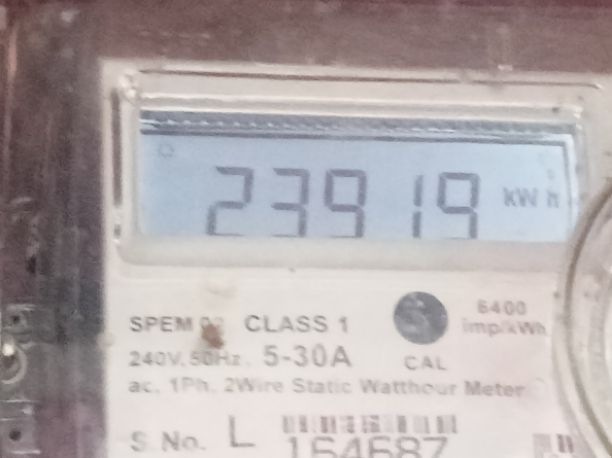 23919 kWh
SPEM CLASS 1
6400
imp/kWh
240V, 50Hz. 5-30A
CAL
ac. 1Ph. 2Wire Static Watthour Meter
S No. L 164687